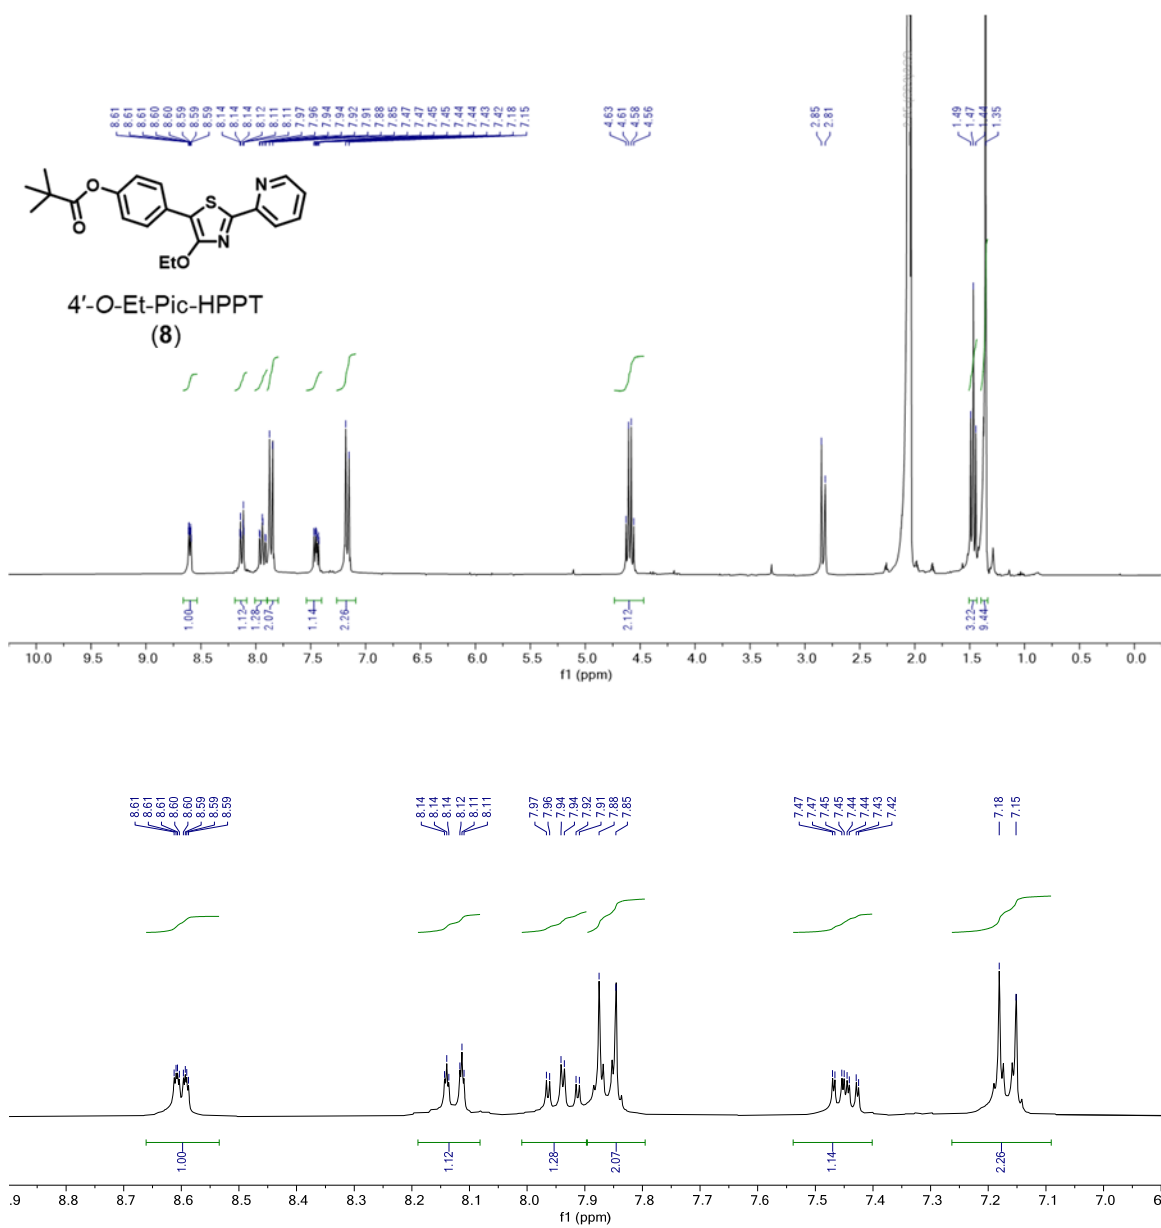 8.61 8.61 8.61 8.60 8.60 8.59 8.59 8.59 8.14 8.14 8.14 8.12 8.11 8.11 7.97 7.96 7.94 7.94 7.92 7.91 7.88 7.85 7.47 7.47 7.45 7.45 7.44 7.44 7.43 7.42 7.18 7.15 4.63 4.61 4.58 4.56 2.85 2.81 1.49 1.47 1.44 1.35
O
O
EtO
S
N
N
4′-O-Et-Pic-HPPT
(8)
1.00 1.12 1.28 2.07 1.14 2.26 2.12 3.22 9.44
10.0 9.5 9.0 8.5 8.0 7.5 7.0 6.5 6.0 5.5 5.0 4.5 4.0 3.5 3.0 2.5 2.0 1.5 1.0 0.5 0.0
f1 (ppm)
8.61 8.61 8.61 8.60 8.60 8.59 8.59 8.59 8.14 8.14 8.14 8.12 8.11 8.11 7.97 7.96 7.94 7.94 7.92 7.91 7.88 7.85 7.47 7.47 7.45 7.45 7.44 7.44 7.43 7.42 7.18 7.15
1.00 1.12 1.28 2.07 1.14 2.26
.9 8.8 8.7 8.6 8.5 8.4 8.3 8.2 8.1 8.0 7.9 7.8 7.7 7.6 7.5 7.4 7.3 7.2 7.1 7.0 6
f1 (ppm)